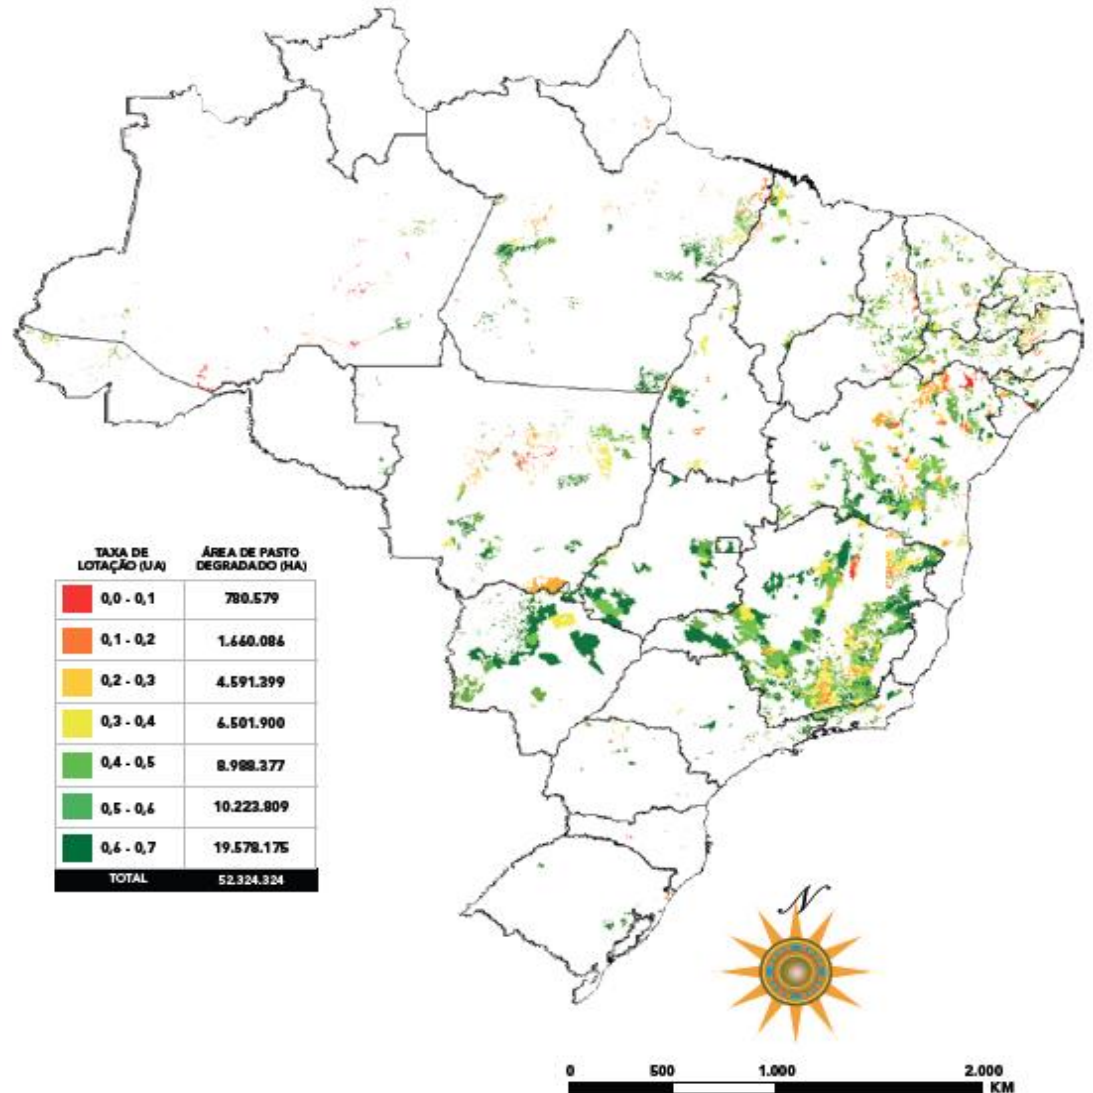 TAXA DE LOTAÇÃO (UA) ÁREA DE PASTO DEGRADADO (HA)
0,0 - 0,1 780.579
0,1 - 0,2 1.660.086
0,2 - 0,3 4.591.399
0,3 - 0,4 6.501.900
0,4 - 0,5 8.988.377
0,5 - 0,6 10.223.809
0,6 - 0,7 19.578.175
TOTAL 52.324.324
N
0 500 1.000 2.000
KM